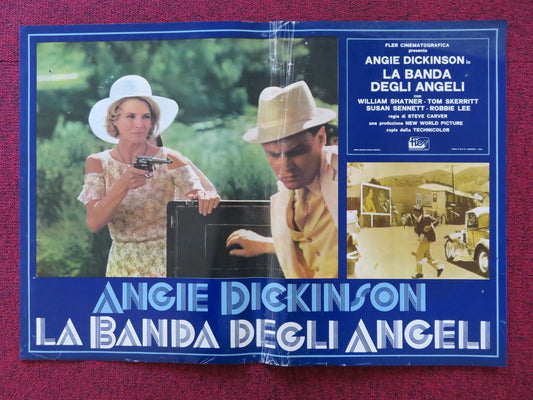 FLER CINEMATOGRAFICA
presenta
ANGIE DICKINSON in
LA BANDA
DEGLI ANGELI
con
WILLIAM SHATNER - TOM SKERRITT
SUSAN SENNETT - ROBBIE LEE
regia di STEVE CARVER
una produzione NEW WORLD PICTURE
copia della TECHNICOLOR
ANGIE DICKINSON
LA BANDA DEGLI ANGELI